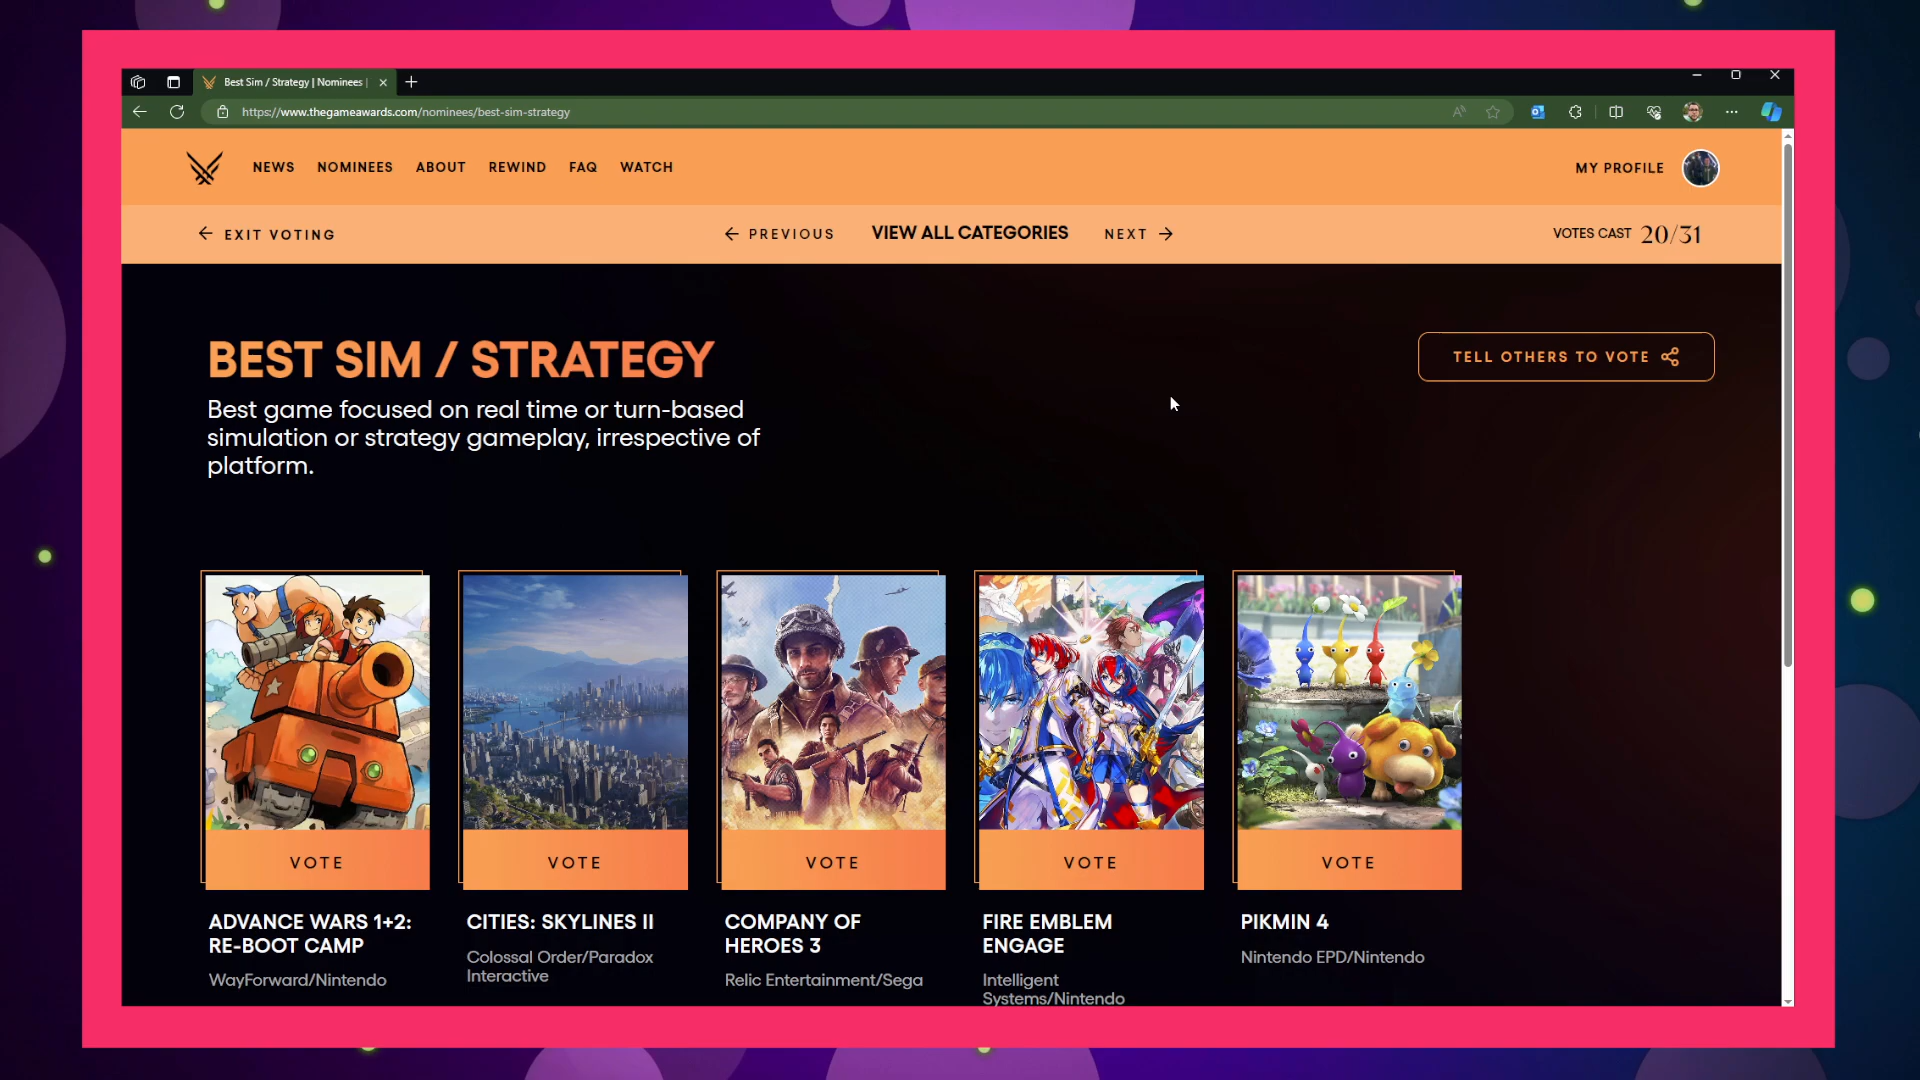 Best Sim / Strategy | Nominees |
https://www.thegameawards.com/nominees/best-sim-strategy
NEWS NOMINEES ABOUT REWIND FAQ WATCH
MY PROFILE
EXIT VOTING
PREVIOUS
VIEW ALL CATEGORIES
NEXT
VOTES CAST 20/31
BEST SIM / STRATEGY
TELL OTHERS TO VOTE
Best game focused on real time or turn-based
simulation or strategy gameplay, irrespective of
platform.
VOTE
VOTE
VOTE
VOTE
VOTE
ADVANCE WARS 1+2:
RE-BOOT CAMP
WayForward/Nintendo
CITIES: SKYLINES II
Colossal Order/Paradox
Interactive
COMPANY OF
HEROES 3
Relic Entertainment/Sega
FIRE EMBLEM
ENGAGE
Intelligent
Systems/Nintendo
PIKMIN 4
Nintendo EPD/Nintendo